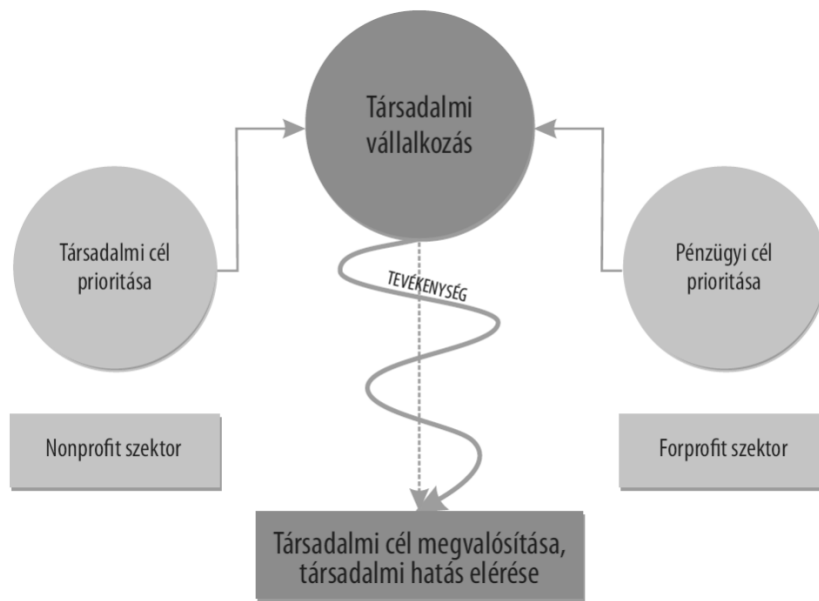 Társadalmi
vállalkozás
Társadalmi cél
prioritása
Pénzügyi cél
prioritása
TEVÉKENYSÉG
Nonprofit szektor
Forprofit szektor
Társadalmi cél megvalósítása,
társadalmi hatás elérése